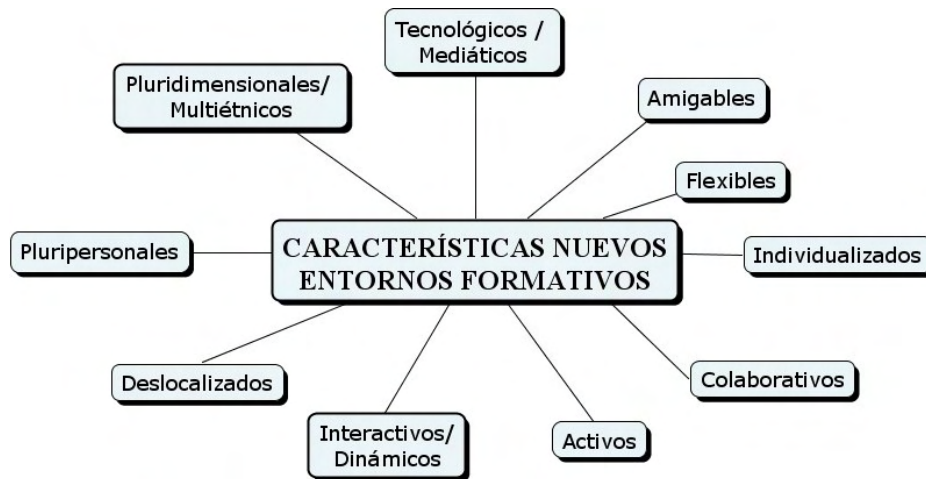 Tecnológicos /
Mediáticos
Pluridimensionales/
Multiétnicos
Amigables
Flexibles
CARACTERÍSTICAS NUEVOS
ENTORNOS FORMATIVOS
Pluripersonales
Individualizados
Deslocalizados
Colaborativos
Interactivos/
Dinámicos
Activos